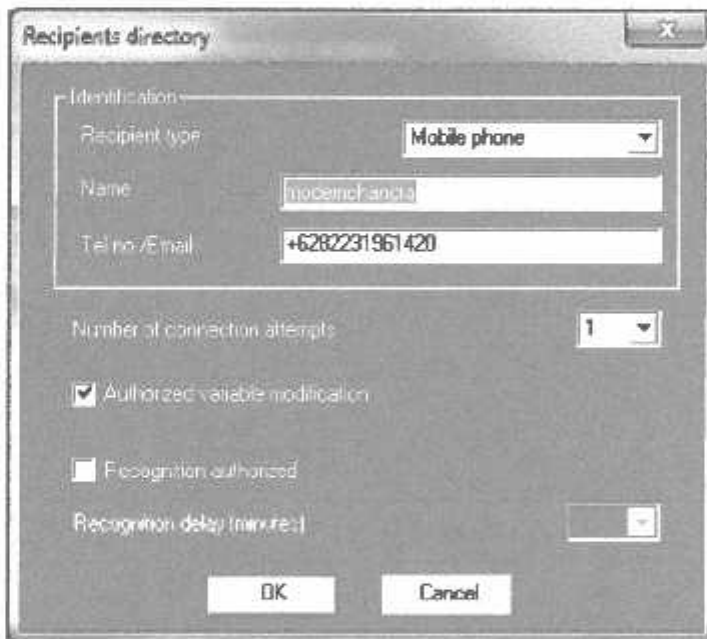 Recipients directory
Identification
Recipient type
Mobile phone
Name
modemchandra
Tel no /Email
+6282231961420
Number of connection attempts
1
Authorized variable modification
Recognition authorized
Recognition delay (minutes)
OK
Cancel